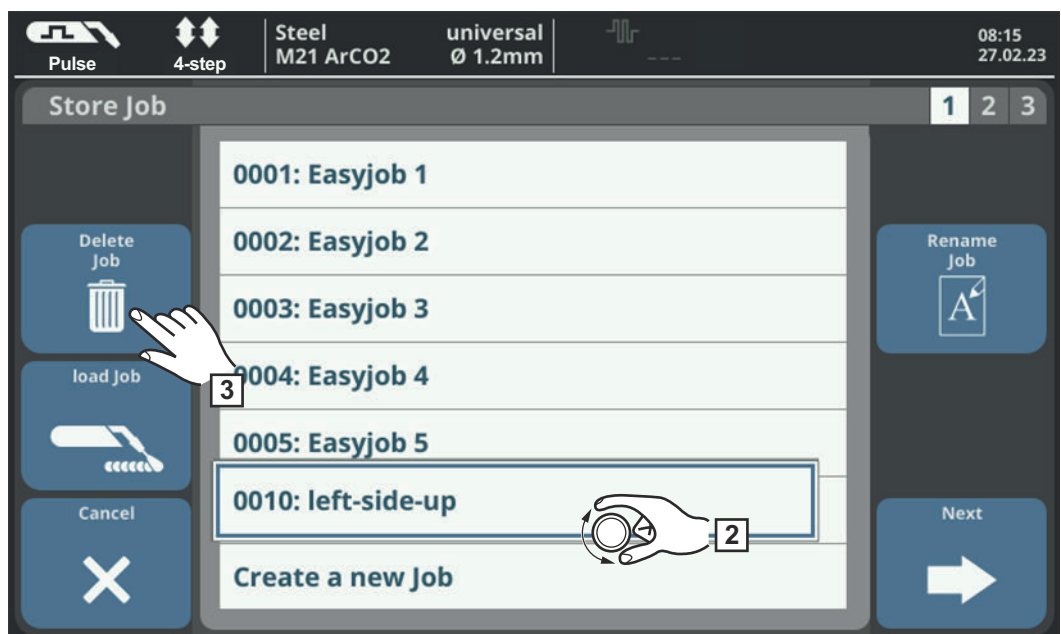 Pulse
4-step
Steel universal
M21 ArCO2 Ø 1.2mm
---
08:15
27.02.23
Store Job
1 2 3
0001: Easyjob 1
0002: Easyjob 2
0003: Easyjob 3
0004: Easyjob 4
0005: Easyjob 5
0010: left-side-up
Create a new Job
Delete
Job
3
load Job
Cancel
2
Rename
Job
A
Next